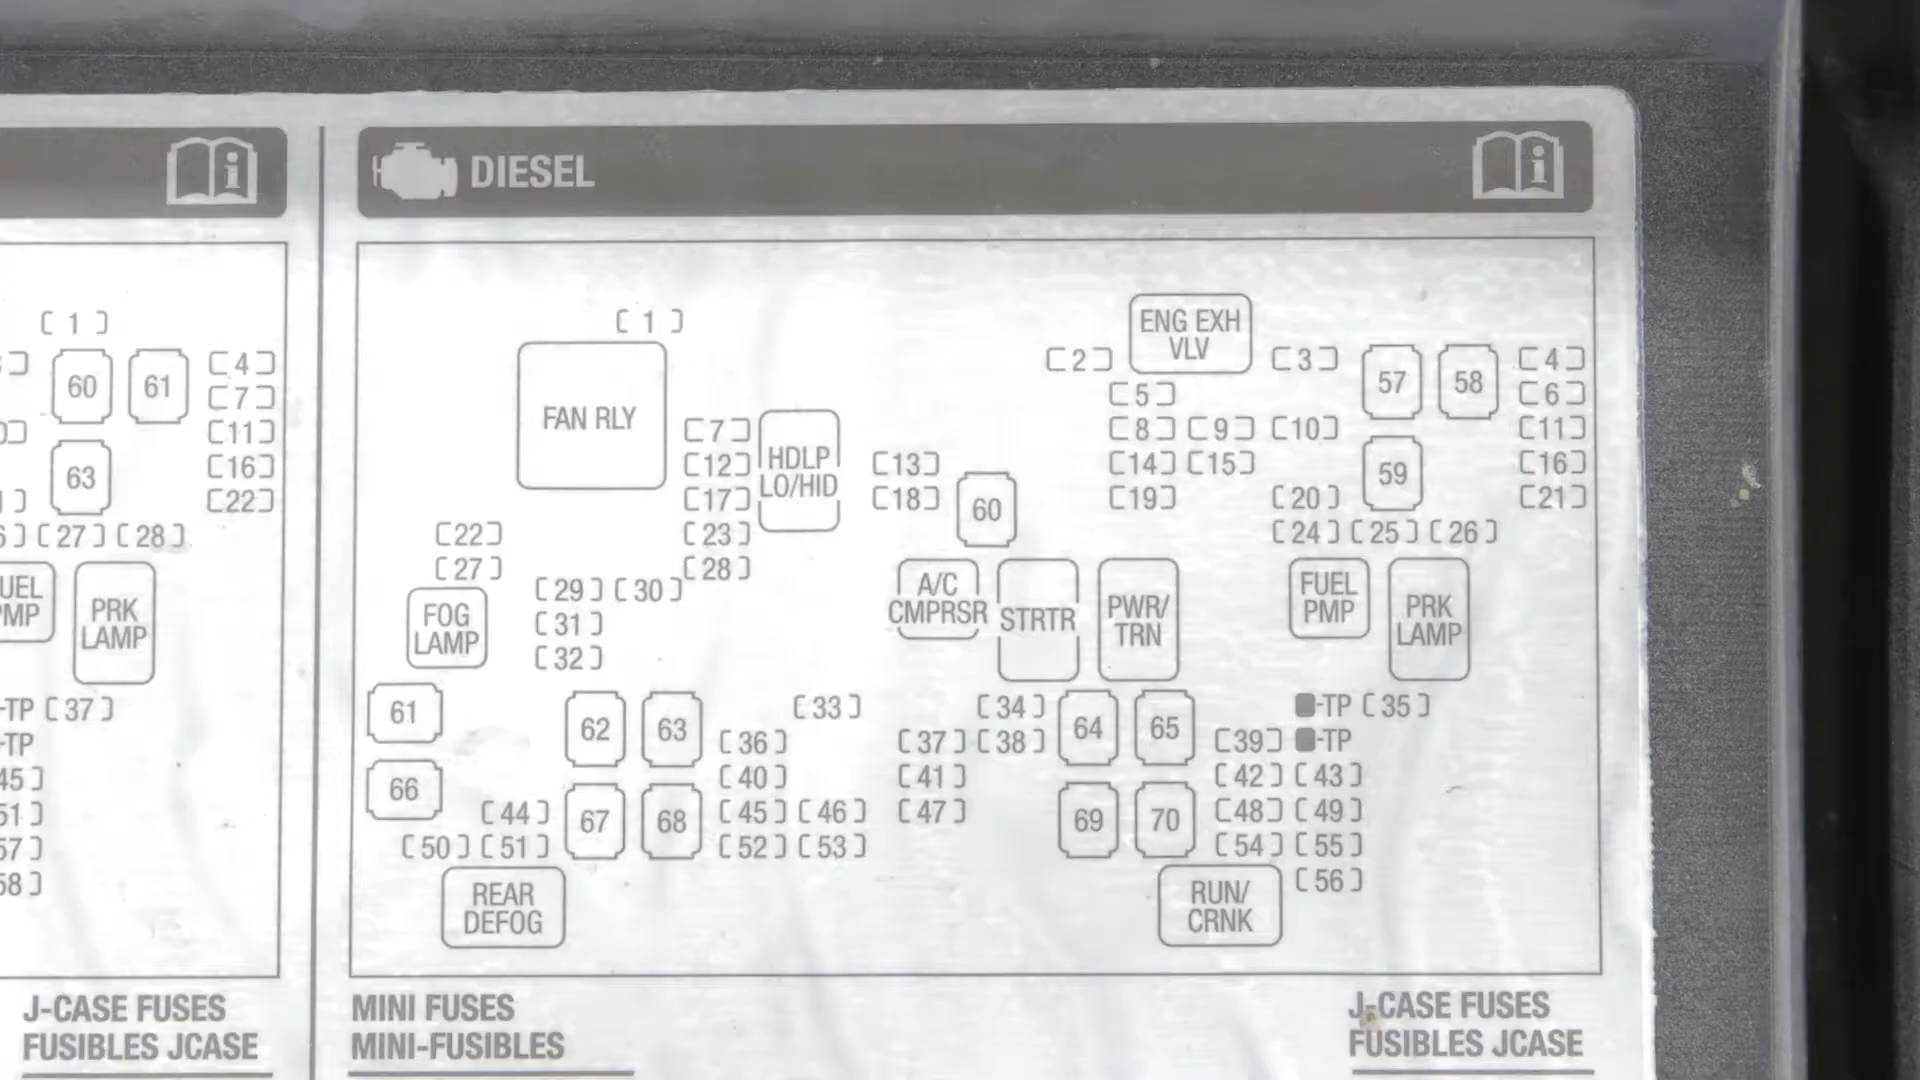 DIESEL
[ 1 ]
60 61 [4]
[7]
[11]
63 [16]
[22]
[27] [28]
PRK
LAMP
-TP [37]
-TP
J-CASE FUSES
FUSIBLES JCASE
[ 1 ]
ENG EXH
VLV
[2] [3] 57 58 [4]
[5] [6]
FAN RLY
[7] [8] [9] [10] [11]
HDLP
LO/HID
[12] [13] [14] [15] 59 [16]
[17] [18] 60 [19] [20] [21]
[22] [23] [24] [25] [26]
[27] [28]
[29] [30]
FOG
LAMP
[31]
[32]
A/C
CMPRSR
STRTR
PWR/
TRN
FUEL
PMP
PRK
LAMP
61 62 63 [33] [34] 64 65 -TP [35]
[36] [37] [38] [39] -TP
66 [40] [41] [42] [43]
[44] 67 68 [45] [46] [47] 69 70 [48] [49]
[50] [51] [52] [53] [54] [55]
[56]
REAR
DEFOG
RUN/
CRNK
MINI FUSES
MINI-FUSIBLES
J-CASE FUSES
FUSIBLES JCASE